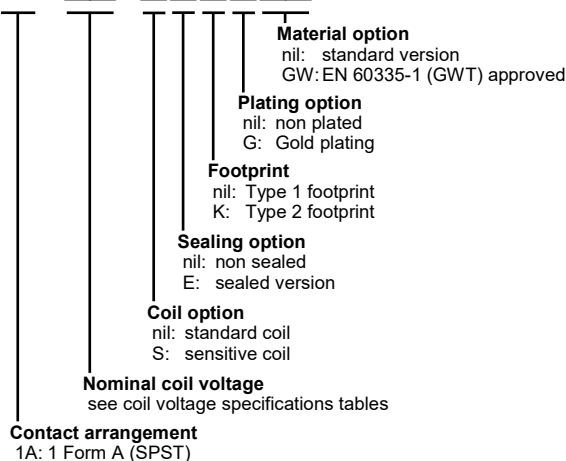 Material option
nil: standard version
GW: EN 60335-1 (GWT) approved
Plating option
nil: non plated
G: Gold plating
Footprint
nil: Type 1 footprint
K: Type 2 footprint
Sealing option
nil: non sealed
E: sealed version
Coil option
nil: standard coil
S: sensitive coil
Nominal coil voltage
see coil voltage specifications tables
Contact arrangement
1A: 1 Form A (SPST)